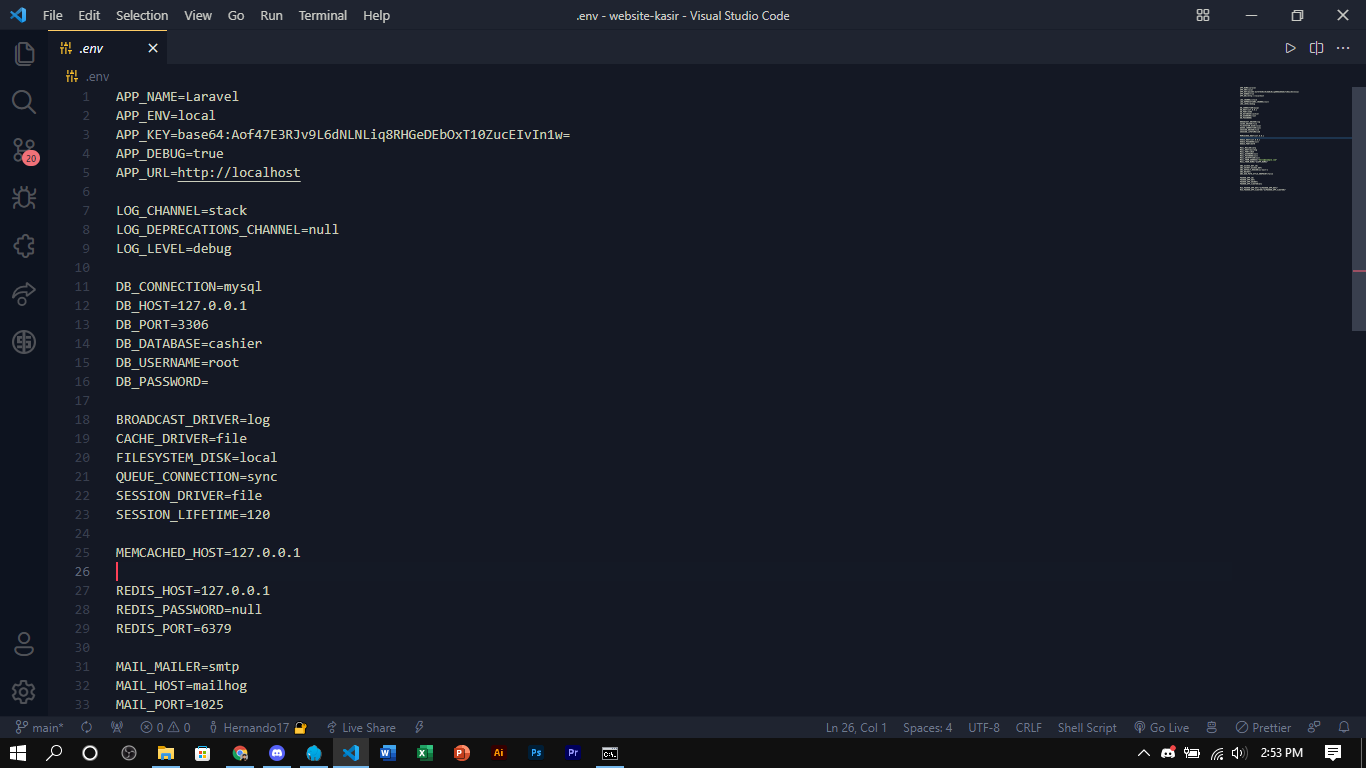 File Edit Selection View Go Run Terminal Help .env - website-kasir - Visual Studio Code
.env
.env
1 APP_NAME=Laravel
2 APP_ENV=local
3 APP_KEY=base64:Aof47E3RJv9L6dNLNLiq8RHGeDEbOxT10ZucEIvIn1w=
4 APP_DEBUG=true
5 APP_URL=http://localhost
6
7 LOG_CHANNEL=stack
8 LOG_DEPRECATIONS_CHANNEL=null
9 LOG_LEVEL=debug
10
11 DB_CONNECTION=mysql
12 DB_HOST=127.0.0.1
13 DB_PORT=3306
14 DB_DATABASE=cashier
15 DB_USERNAME=root
16 DB_PASSWORD=
17
18 BROADCAST_DRIVER=log
19 CACHE_DRIVER=file
20 FILESYSTEM_DISK=local
21 QUEUE_CONNECTION=sync
22 SESSION_DRIVER=file
23 SESSION_LIFETIME=120
24
25 MEMCACHED_HOST=127.0.0.1
26
27 REDIS_HOST=127.0.0.1
28 REDIS_PASSWORD=null
29 REDIS_PORT=6379
30
31 MAIL_MAILER=smtp
32 MAIL_HOST=mailhog
33 MAIL_PORT=1025
20
main* 0 0 Hernando17 Live Share Ln 26, Col 1 Spaces: 4 UTF-8 CRLF Shell Script Go Live Prettier
W X P Ai Ps Pr C:\ 2:53 PM